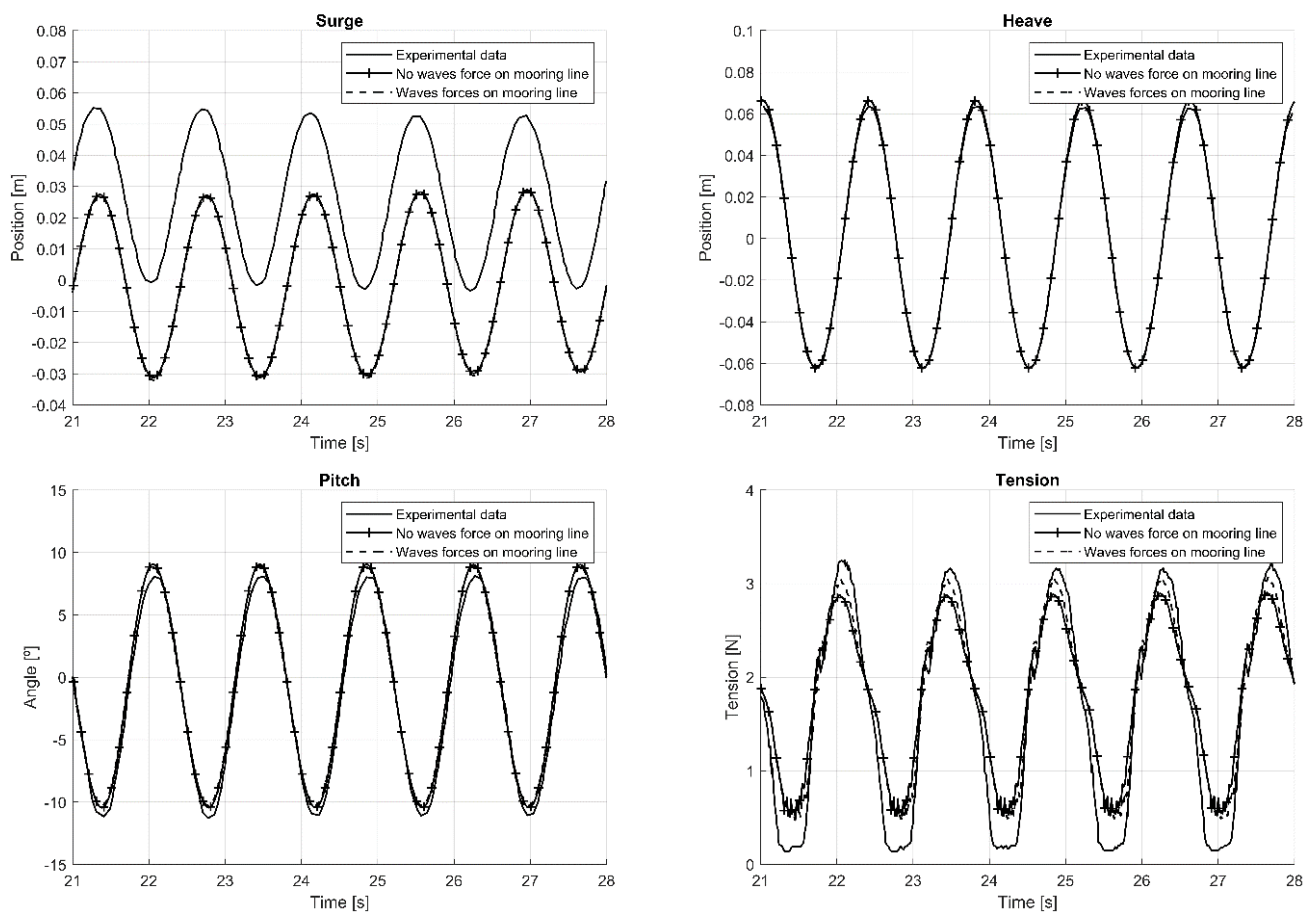 Surge
0.08
0.07
0.06
0.05
0.04
0.03
0.02
0.01
0
-0.01
-0.02
-0.03
-0.04
Position [m]
Experimental data
No waves force on mooring line
Waves forces on mooring line
21 22 23 24 25 26 27 28
Time [s]
Heave
0.1
0.08
0.06
0.04
0.02
0
-0.02
-0.04
-0.06
-0.08
Position [m]
Experimental data
No waves force on mooring line
Waves forces on mooring line
21 22 23 24 25 26 27 28
Time [s]
Pitch
15
10
5
0
-5
-10
-15
Angle [º]
Experimental data
No waves force on mooring line
Waves forces on mooring line
21 22 23 24 25 26 27 28
Time [s]
Tension
4
3
2
1
0
Tension [N]
Experimental data
No waves force on mooring line
Waves forces on mooring line
21 22 23 24 25 26 27 28
Time [s]